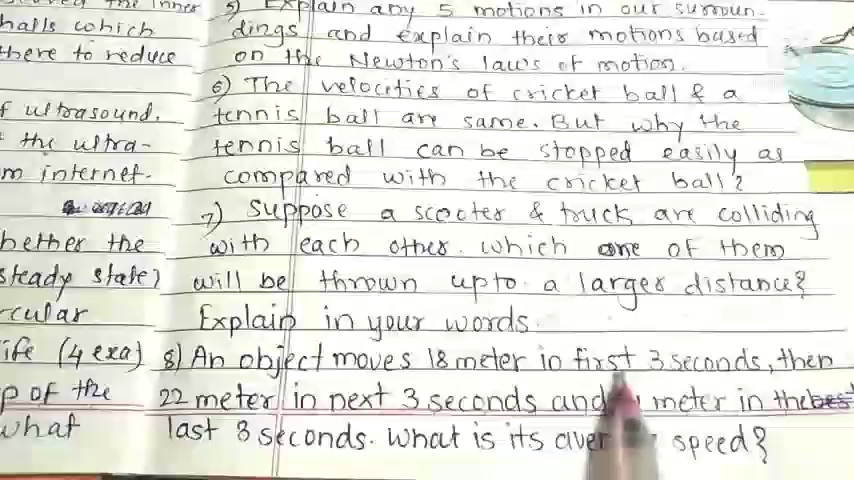 halls which
there to reduce
f ultrasound.
the ultra-
m internet.
hether the
steady state)
rcular
ife (4 exa)
p of the
what
5) Explain any 5 motions in our surroun-
dings and explain their motions based
on the Newton's laws of motion.
6) The velocities of cricket ball & a
tennis ball are same. But why the
tennis ball can be stopped easily as
compared with the cricket ball?
7) Suppose a scooter & truck are colliding
with each other. which one of them
will be thrown upto a larger distance?
Explain in your words.
8) An object moves 18 meter in first 3 seconds, then
22 meter in next 3 seconds and meter in the
last 3 seconds. What is its speed?